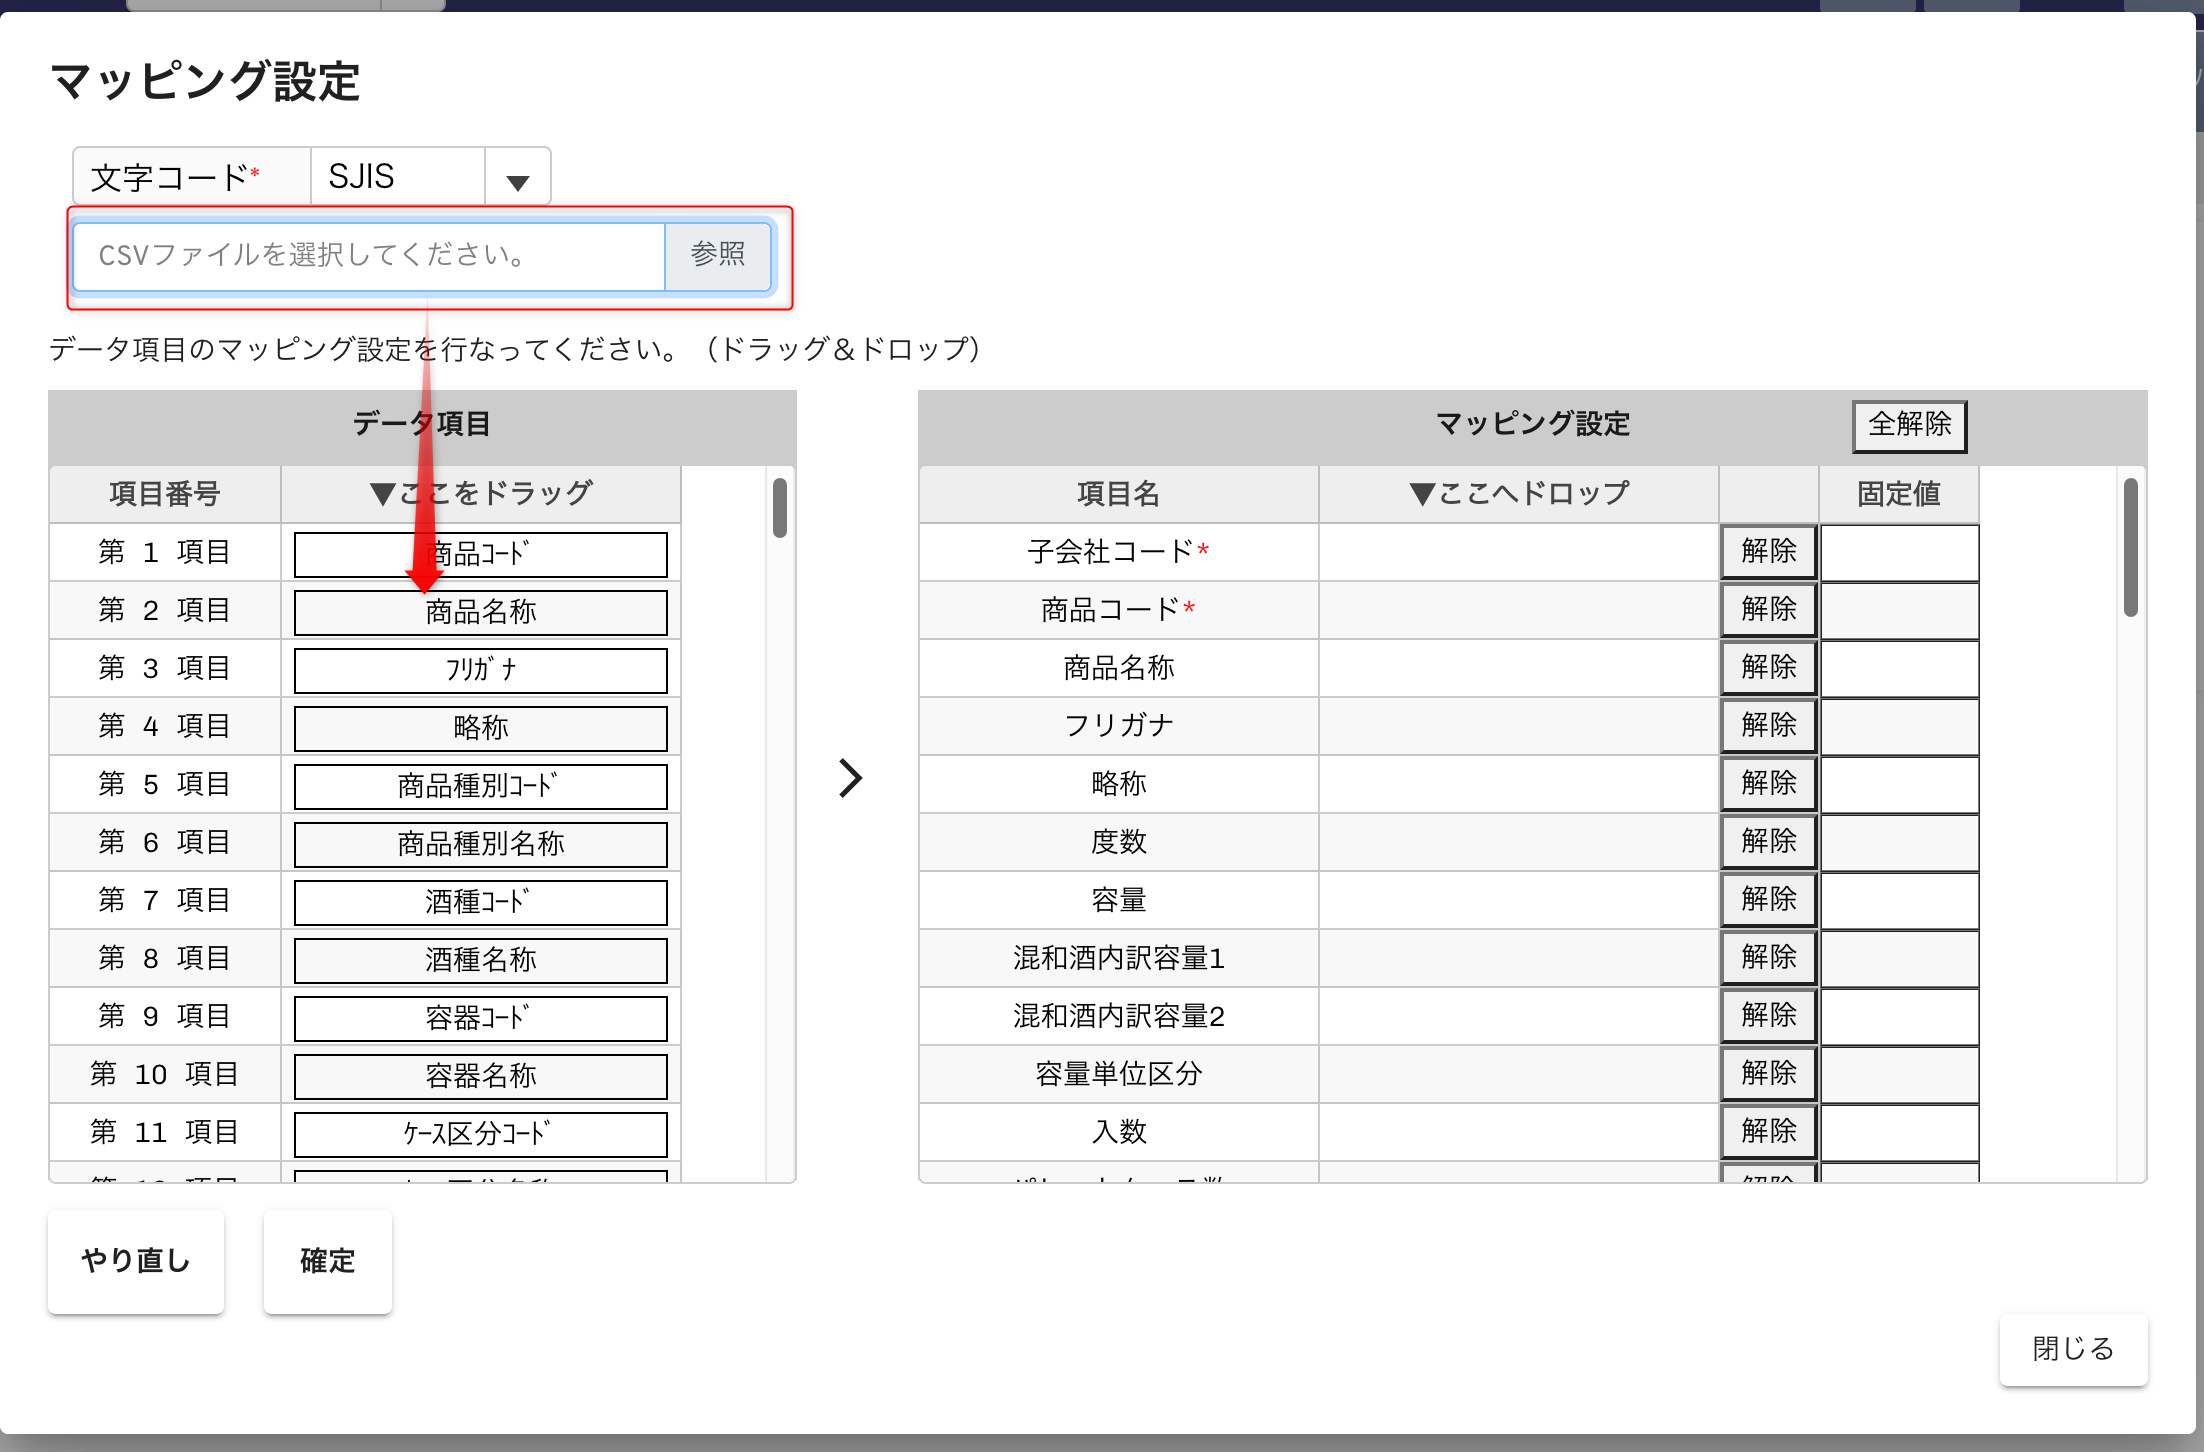 マッピング設定
文字コード* SJIS ▼
CSVファイルを選択してください。 参照
データ項目のマッピング設定を行なってください。（ドラッグ＆ドロップ）
データ項目
項目番号 ▼ここをドラッグ
第 1 項目 商品ｺｰﾄﾞ
第 2 項目 商品名称
第 3 項目 ﾌﾘｶﾞﾅ
第 4 項目 略称
第 5 項目 商品種別ｺｰﾄﾞ
第 6 項目 商品種別名称
第 7 項目 酒種ｺｰﾄﾞ
第 8 項目 酒種名称
第 9 項目 容器ｺｰﾄﾞ
第 10 項目 容器名称
第 11 項目 ｹｰｽ区分ｺｰﾄﾞ
マッピング設定 全解除
項目名 ▼ここへドロップ 固定値
子会社コード* 解除
商品コード* 解除
商品名称 解除
フリガナ 解除
略称 解除
度数 解除
容量 解除
混和酒内訳容量1 解除
混和酒内訳容量2 解除
容量単位区分 解除
入数 解除
やり直し 確定
閉じる